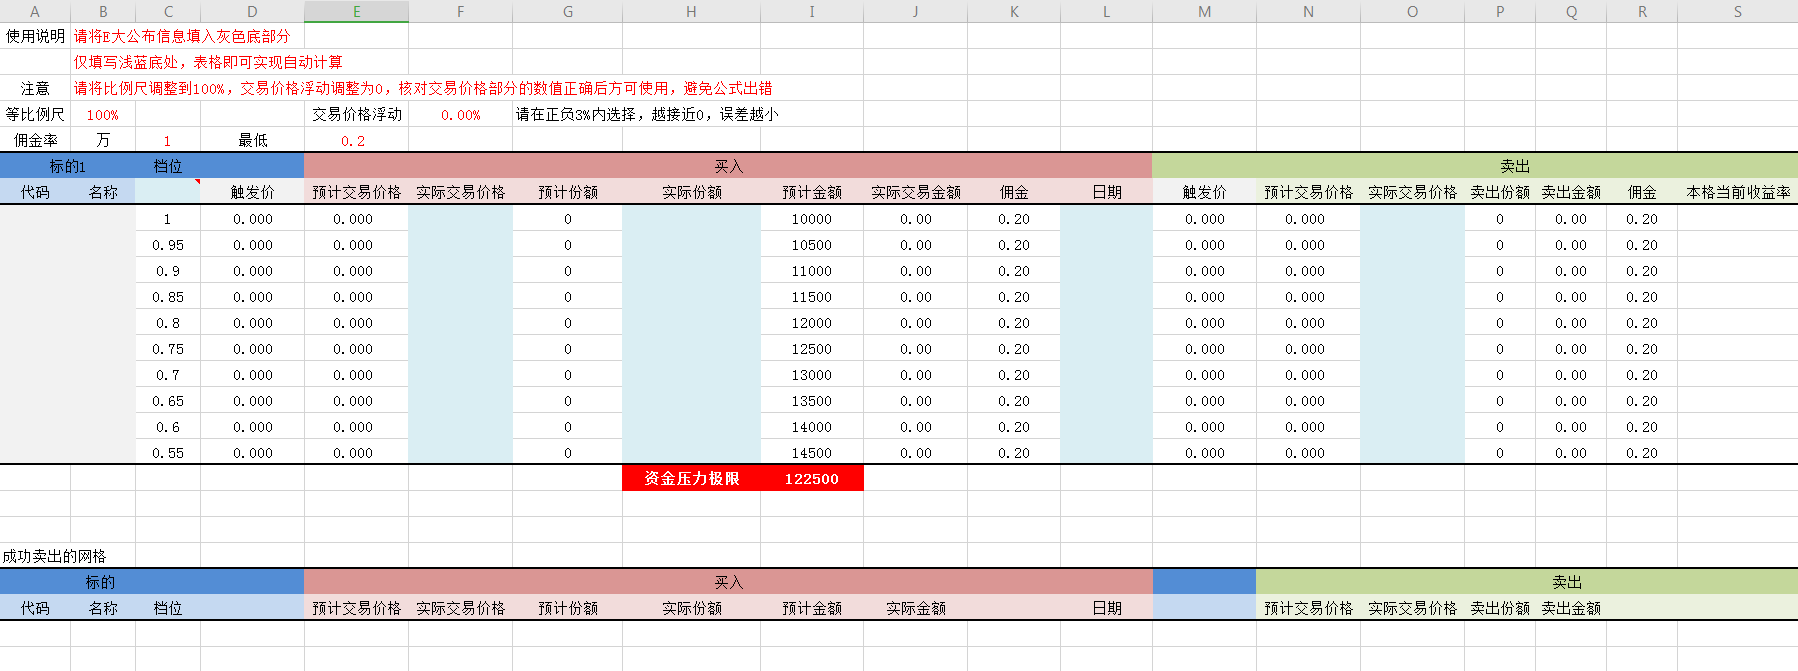 A B C D E F G H I J K L M N O P Q R S
使用说明 请将E大公布信息填入灰色底部分
仅填写浅蓝底处，表格即可实现自动计算
注意 请将比例尺调整到100%，交易价格浮动调整为0，核对交易价格部分的数值正确后方可使用，避免公式出错
等比例尺 100% 交易价格浮动 0.00% 请在正负3%内选择，越接近0，误差越小
佣金率 万 1 最低 0.2
标的1 档位 买入 卖出
代码 名称 触发价 预计交易价格 实际交易价格 预计份额 实际份额 预计金额 实际交易金额 佣金 日期 触发价 预计交易价格 实际交易价格 卖出份额 卖出金额 佣金 本格当前收益率
1 0.000 0.000 0 10000 0.00 0.20 0.000 0.000 0 0.00 0.20
0.95 0.000 0.000 0 10500 0.00 0.20 0.000 0.000 0 0.00 0.20
0.9 0.000 0.000 0 11000 0.00 0.20 0.000 0.000 0 0.00 0.20
0.85 0.000 0.000 0 11500 0.00 0.20 0.000 0.000 0 0.00 0.20
0.8 0.000 0.000 0 12000 0.00 0.20 0.000 0.000 0 0.00 0.20
0.75 0.000 0.000 0 12500 0.00 0.20 0.000 0.000 0 0.00 0.20
0.7 0.000 0.000 0 13000 0.00 0.20 0.000 0.000 0 0.00 0.20
0.65 0.000 0.000 0 13500 0.00 0.20 0.000 0.000 0 0.00 0.20
0.6 0.000 0.000 0 14000 0.00 0.20 0.000 0.000 0 0.00 0.20
0.55 0.000 0.000 0 14500 0.00 0.20 0.000 0.000 0 0.00 0.20
资金压力极限 122500
成功卖出的网格
标的 买入 卖出
代码 名称 档位 预计交易价格 实际交易价格 预计份额 实际份额 预计金额 实际金额 日期 预计交易价格 实际交易价格 卖出份额 卖出金额